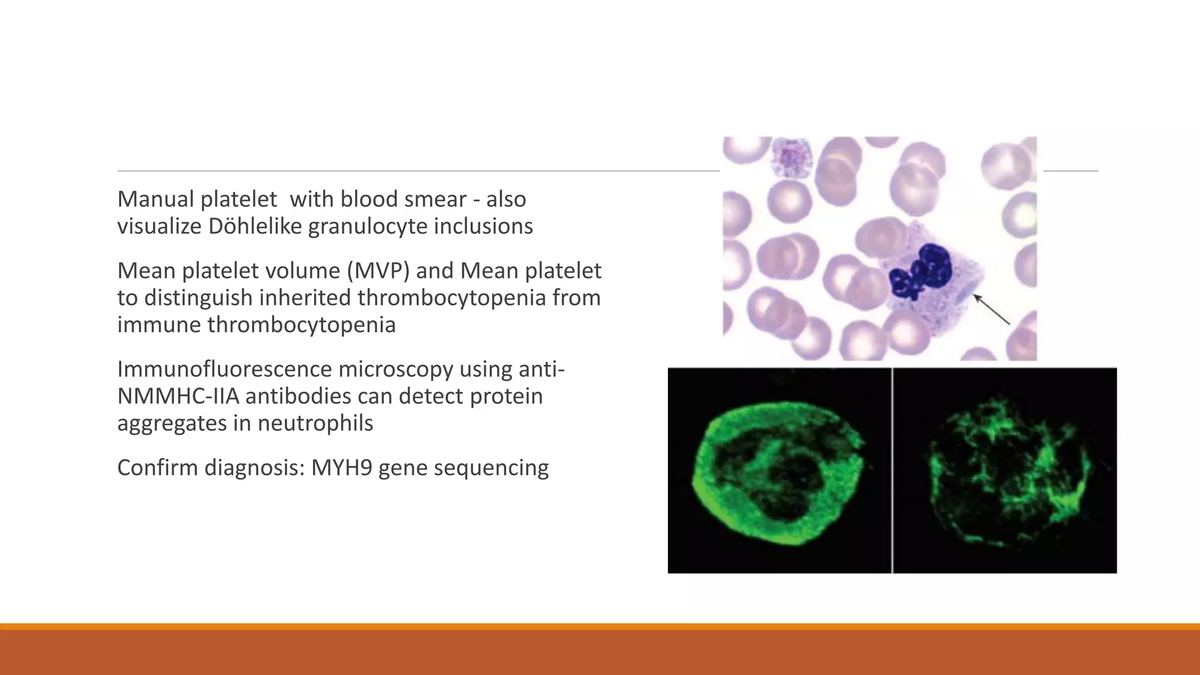 Manual platelet  with blood smear - also
visualize Döhlelike granulocyte inclusions
Mean platelet volume (MVP) and Mean platelet
to distinguish inherited thrombocytopenia from
immune thrombocytopenia
Immunofluorescence microscopy using anti-
NMMHC-IIA antibodies can detect protein
aggregates in neutrophils
Confirm diagnosis: MYH9 gene sequencing